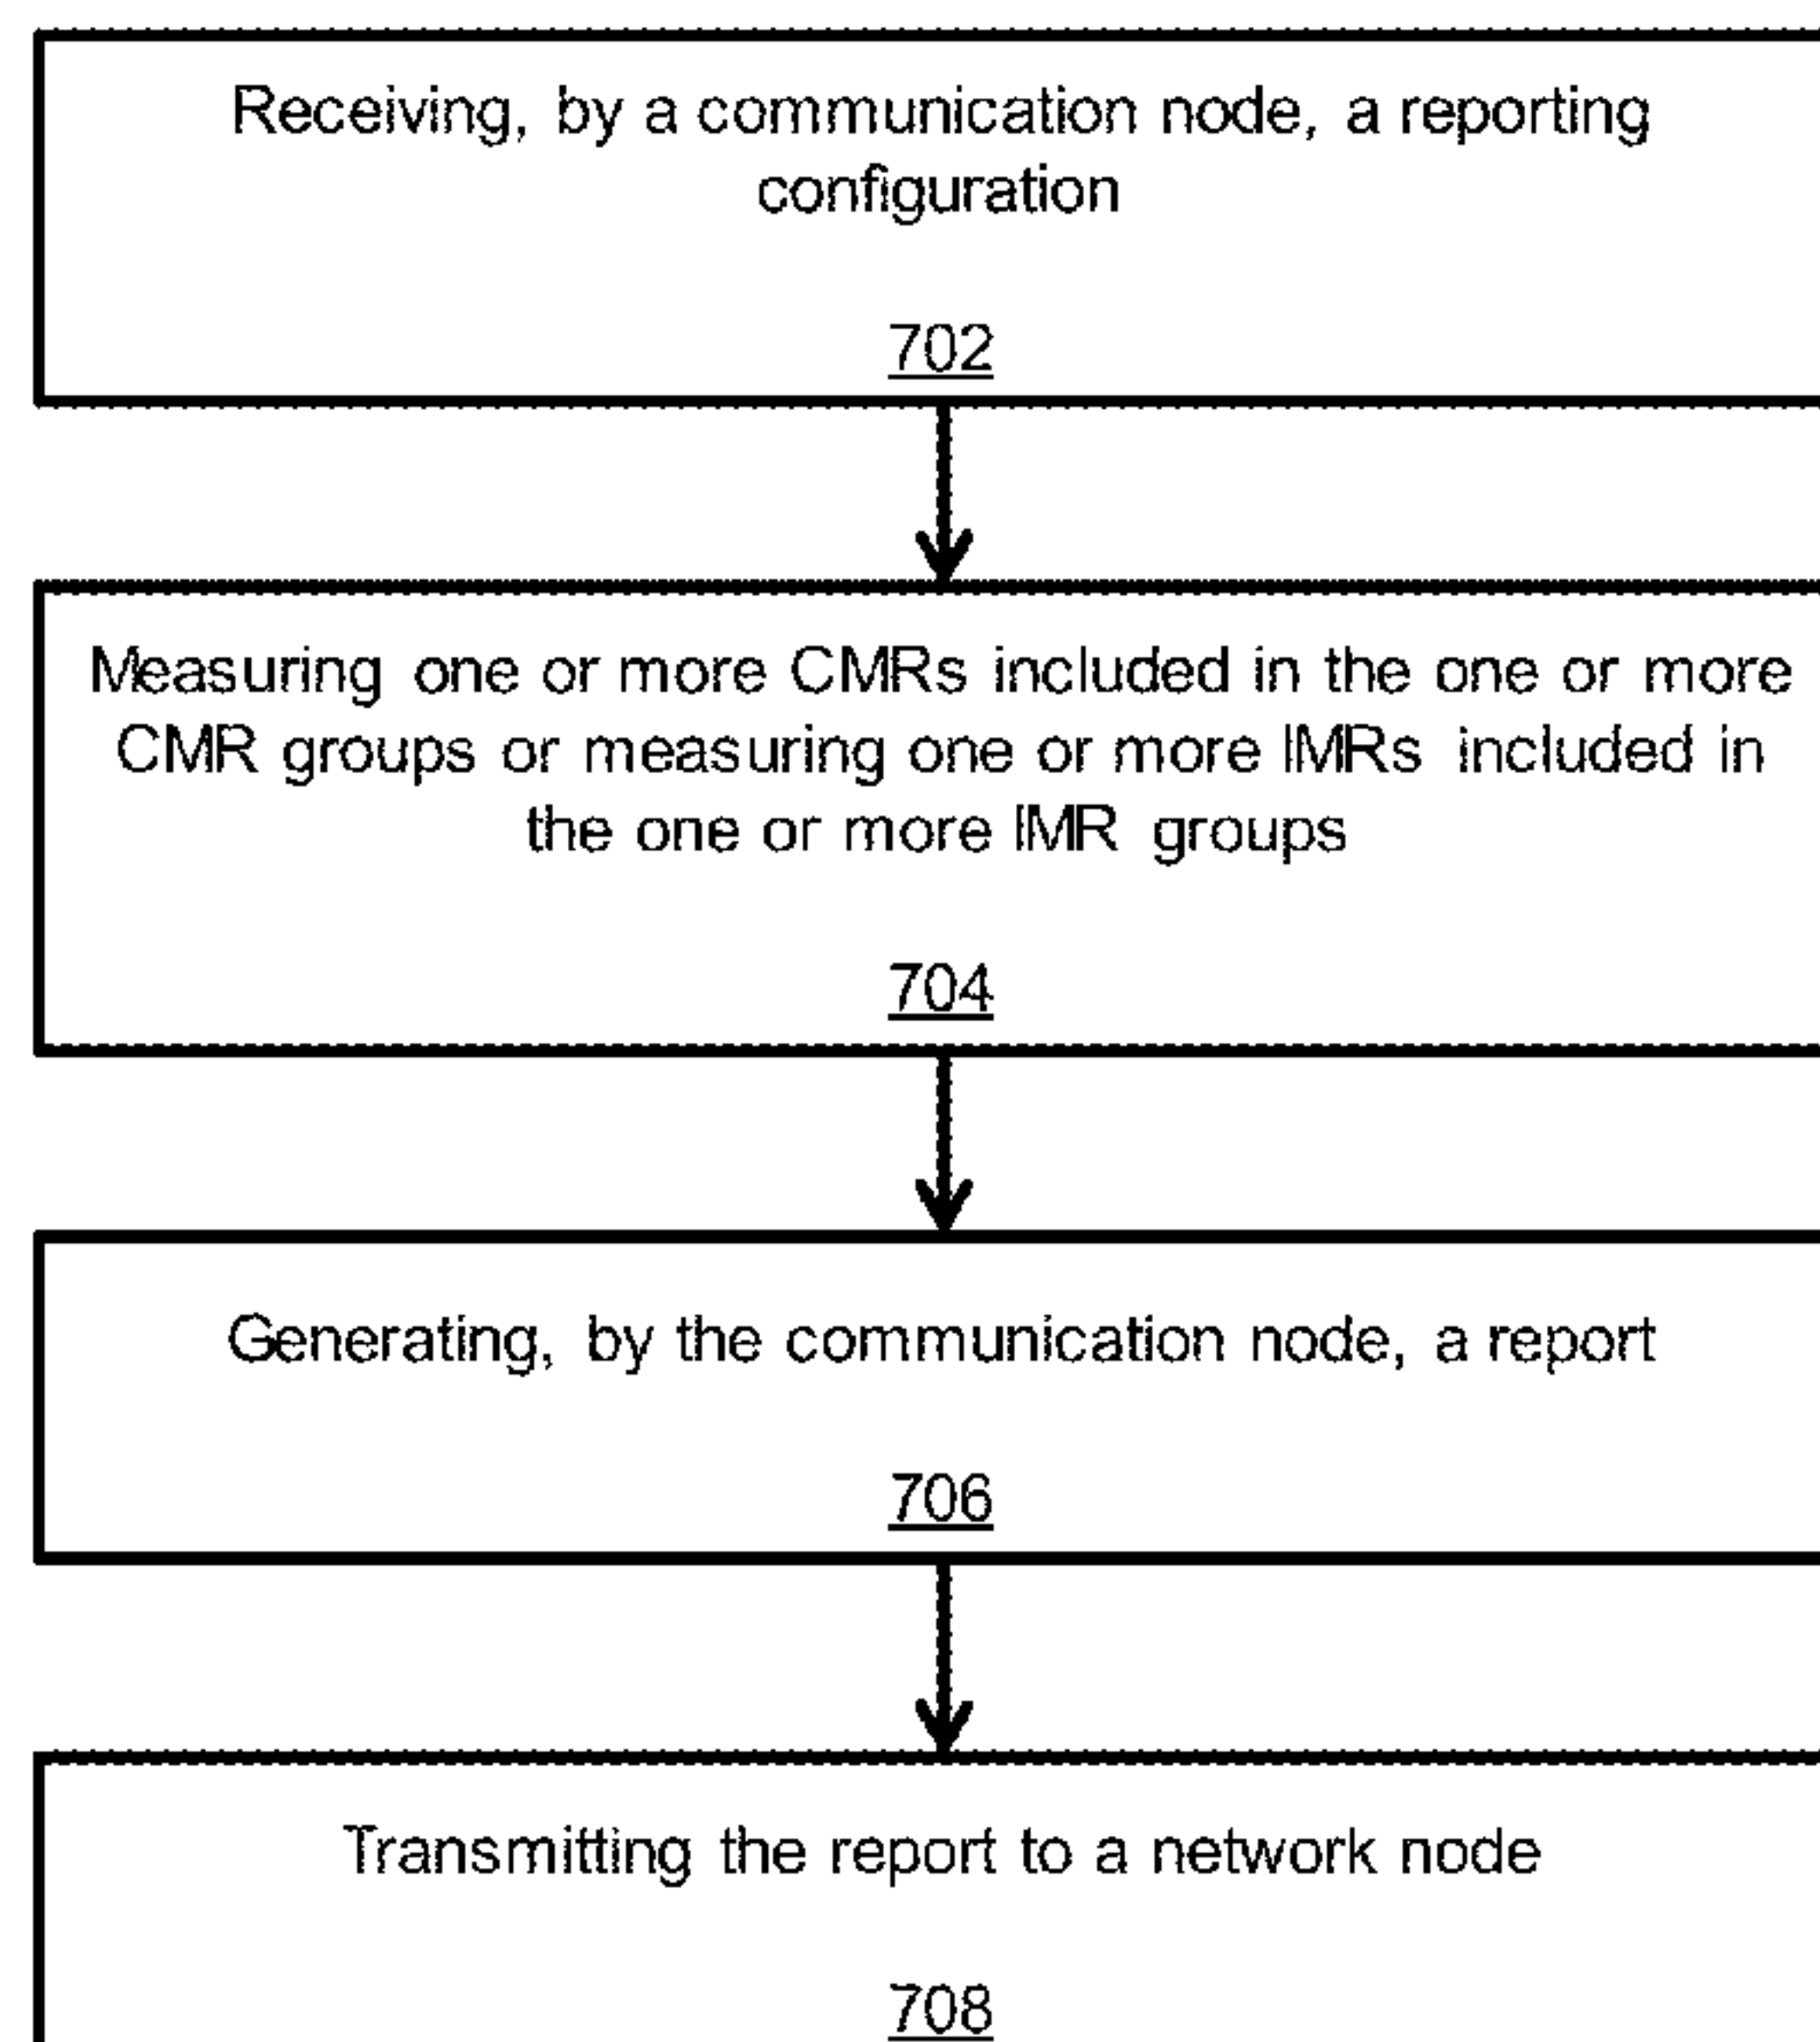 Receiving, by a communication node, a reporting
configuration
702
Measuring one or more CMRs included in the one or more
CMR groups or measuring one or more IMRs included in
the one or more IMR groups
704
Generating, by the communication node, a report
706
Transmitting the report to a network node
708